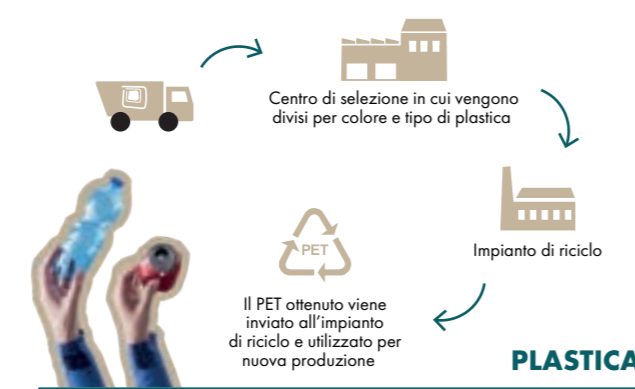 Centro di selezione in cui vengono
divisi per colore e tipo di plastica
Impianto di riciclo
PET
Il PET ottenuto viene
inviato all’impianto
di riciclo e utilizzato per
nuova produzione
PLASTICA